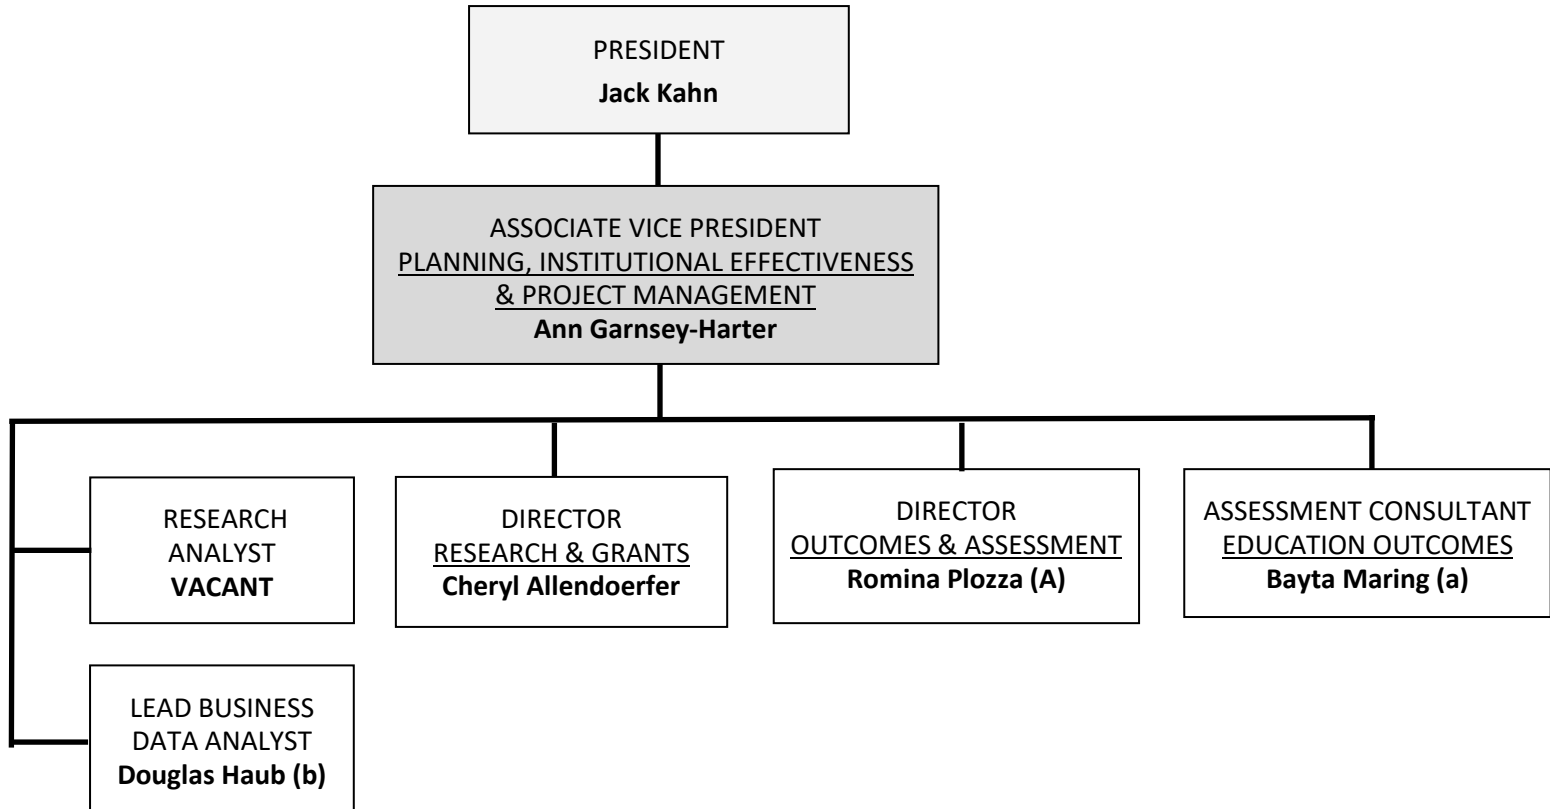 PRESIDENT
Jack Kahn
ASSOCIATE VICE PRESIDENT
PLANNING, INSTITUTIONAL EFFECTIVENESS
& PROJECT MANAGEMENT
Ann Garnsey-Harter
RESEARCH
ANALYST
VACANT
DIRECTOR
RESEARCH & GRANTS
Cheryl Allendoerfer
DIRECTOR
OUTCOMES & ASSESSMENT
Romina Plozza (A)
ASSESSMENT CONSULTANT
EDUCATION OUTCOMES
Bayta Maring (a)
LEAD BUSINESS
DATA ANALYST
Douglas Haub (b)